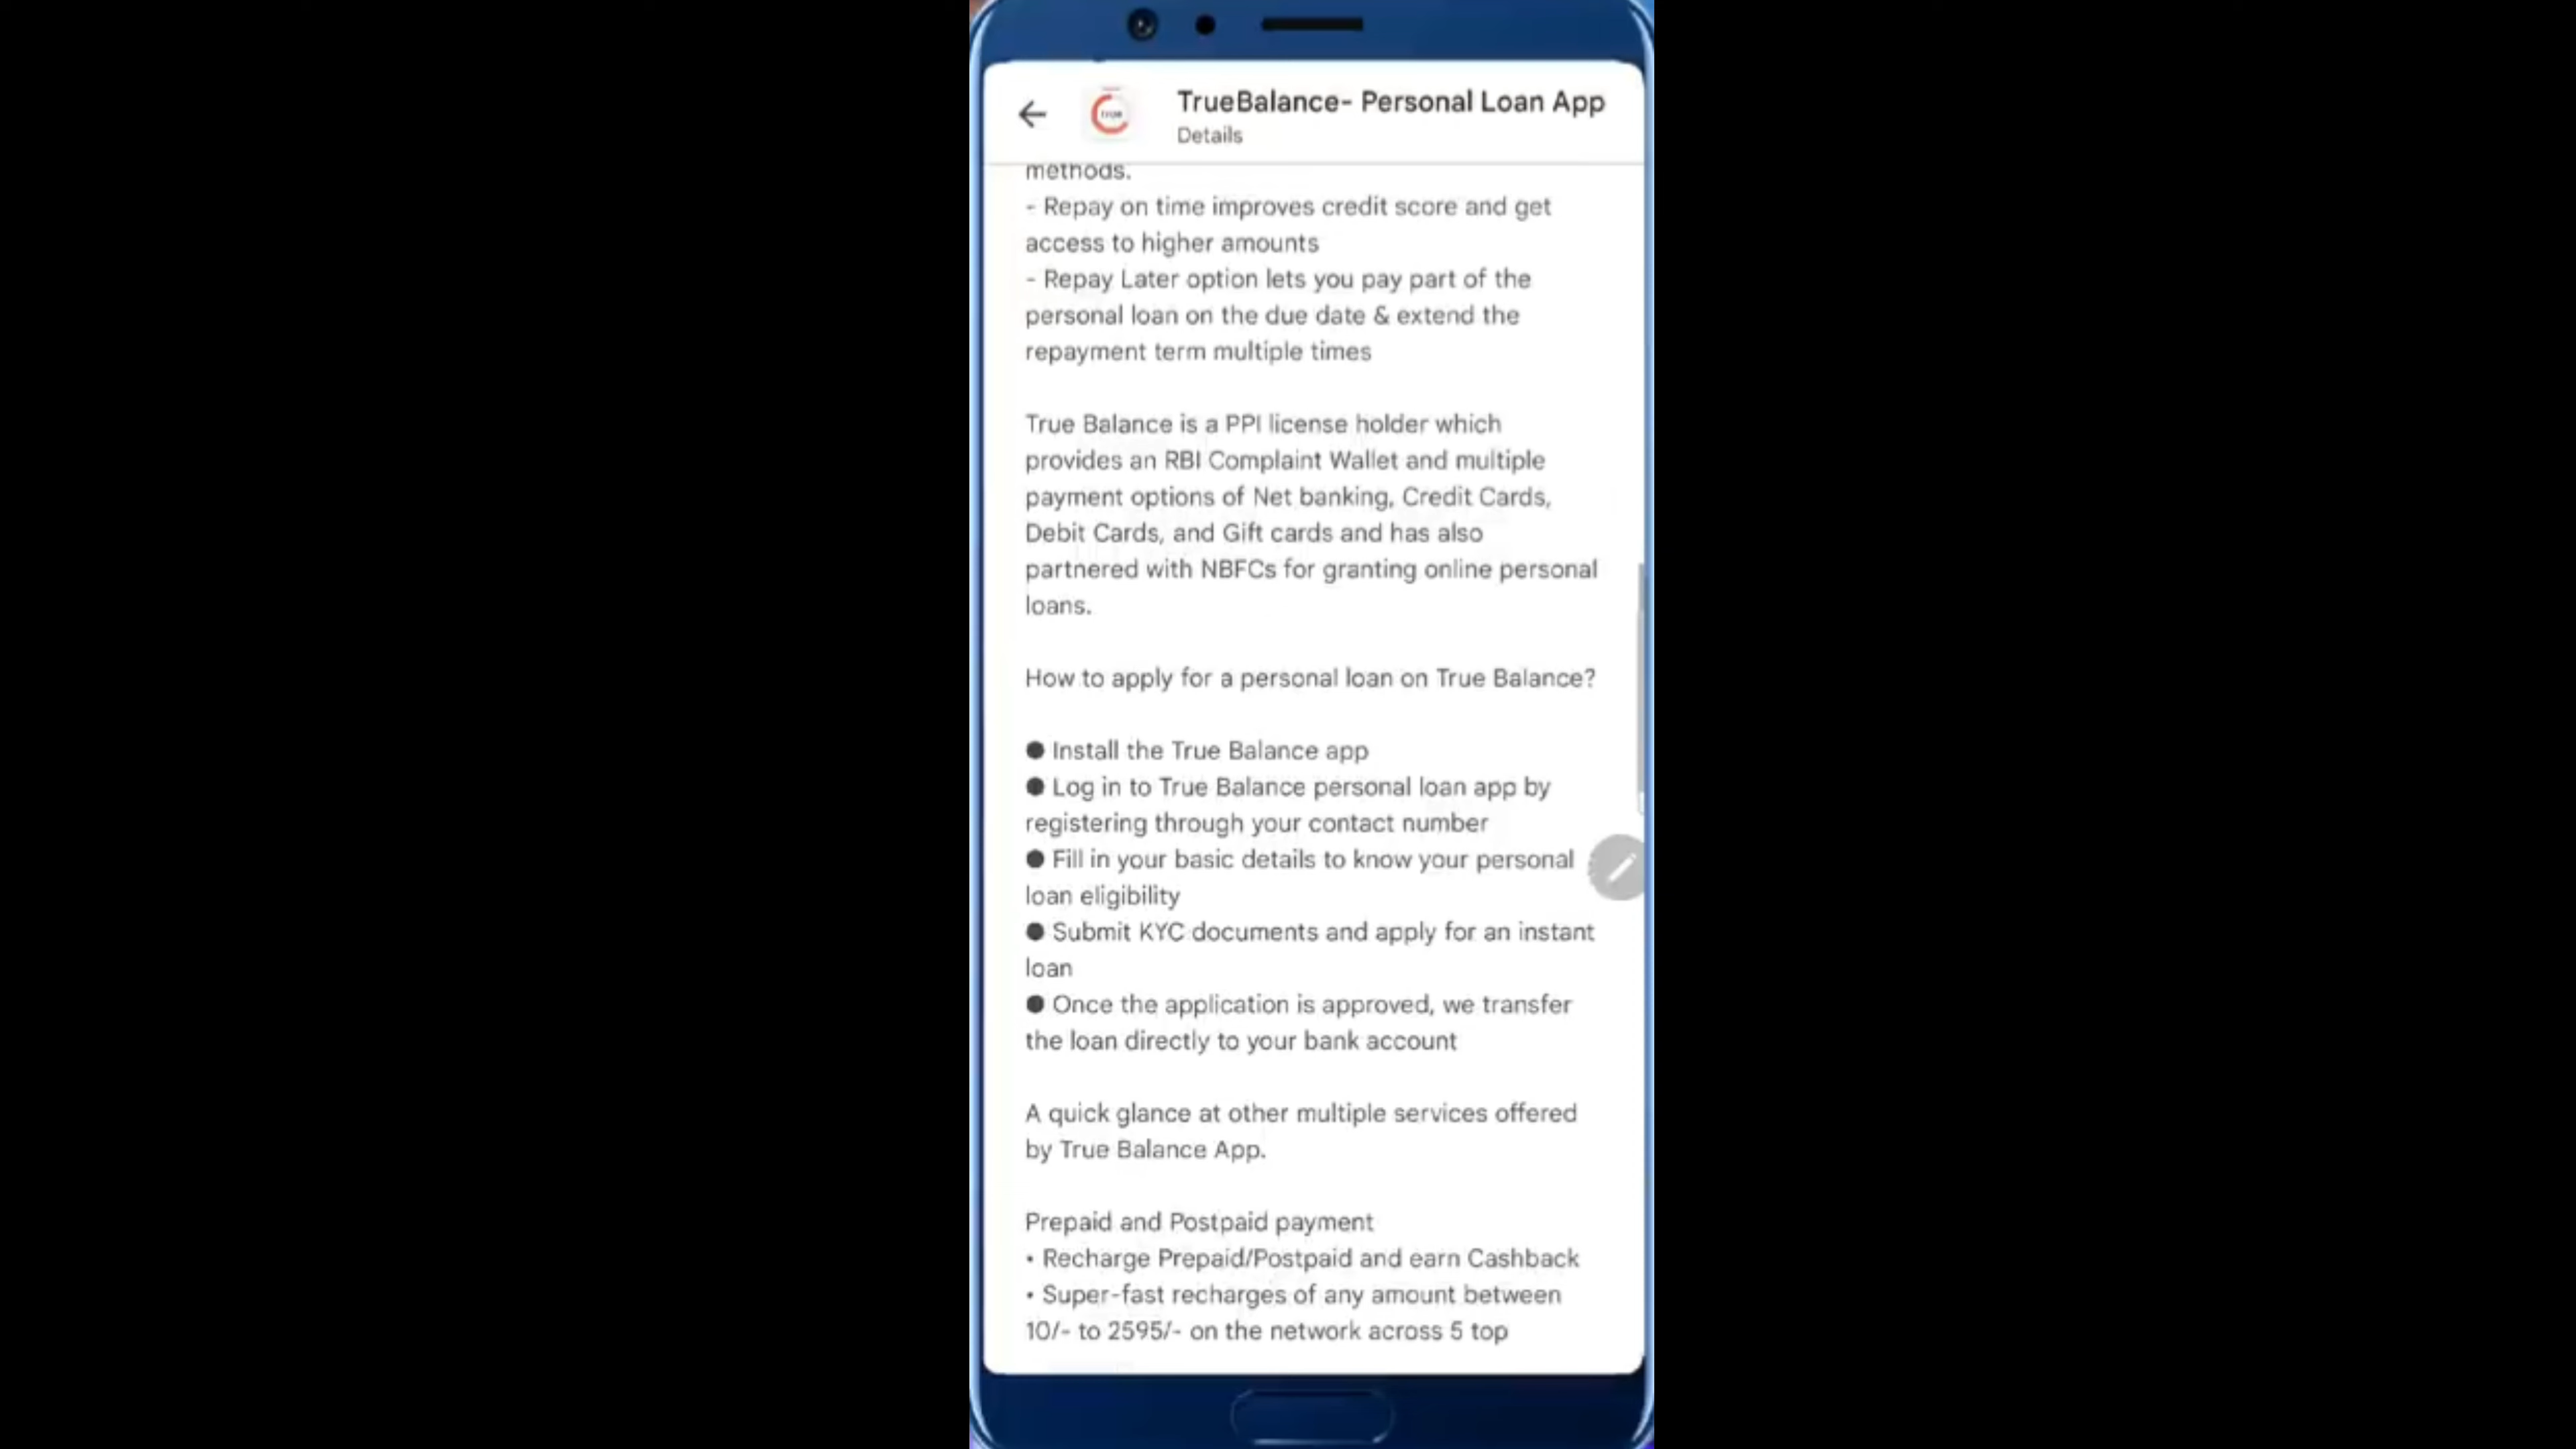 TrueBalance- Personal Loan App
Details
methods.
- Repay on time improves credit score and get
access to higher amounts
- Repay Later option lets you pay part of the
personal loan on the due date & extend the
repayment term multiple times
True Balance is a PPI license holder which
provides an RBI Complaint Wallet and multiple
payment options of Net banking, Credit Cards,
Debit Cards, and Gift cards and has also
partnered with NBFCs for granting online personal
loans.
How to apply for a personal loan on True Balance?
● Install the True Balance app
● Log in to True Balance personal loan app by
registering through your contact number
● Fill in your basic details to know your personal
loan eligibility
● Submit KYC documents and apply for an instant
loan
● Once the application is approved, we transfer
the loan directly to your bank account
A quick glance at other multiple services offered
by True Balance App.
Prepaid and Postpaid payment
• Recharge Prepaid/Postpaid and earn Cashback
• Super-fast recharges of any amount between
10/- to 2595/- on the network across 5 top